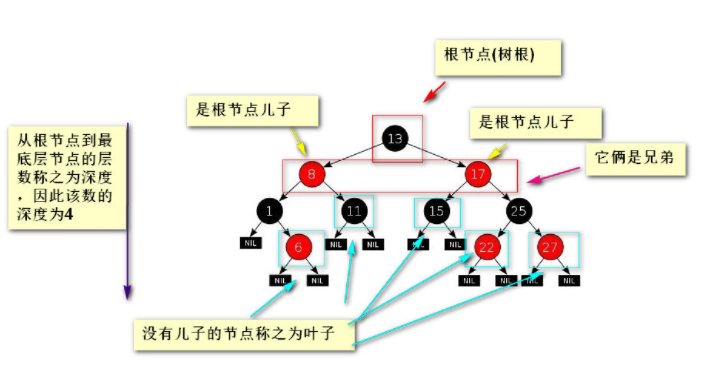 根节点(树根)
是根节点儿子
是根节点儿子
从根节点到最
底层节点的层
数称之为深度
，因此该数的
深度为4
它俩是兄弟
13
8
17
1
11
15
25
NIL
6
NIL
NIL
NIL
NIL
22
27
NIL
NIL
NIL
NIL
NIL
NIL
没有儿子的节点称之为叶子